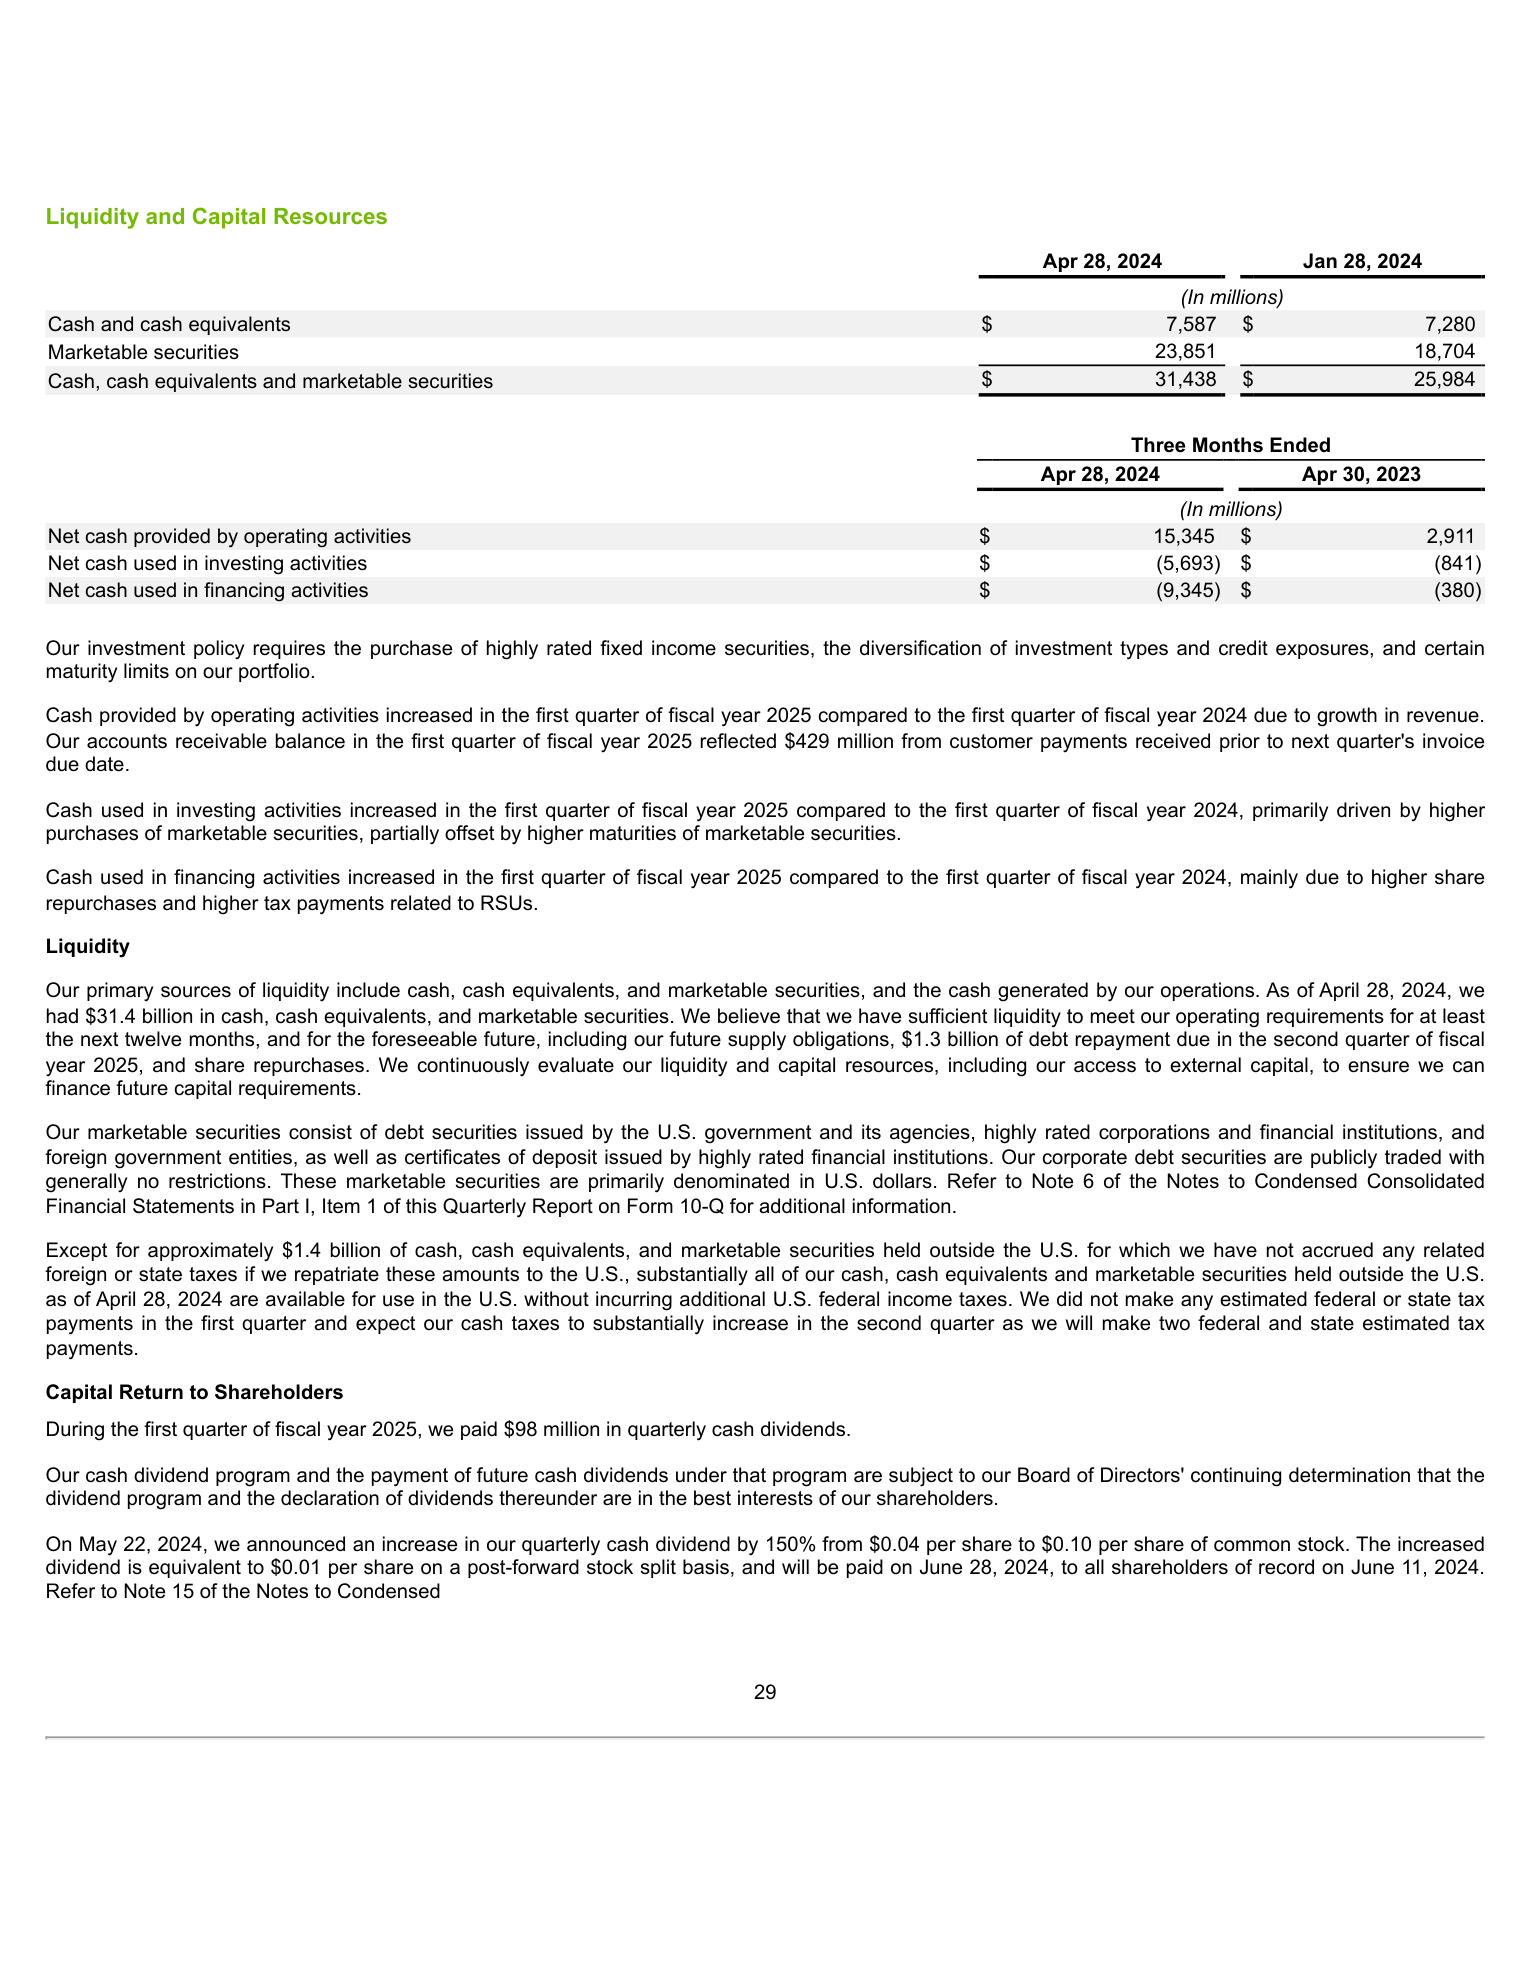 Liquidity and Capital Resources
Apr 28, 2024 Jan 28, 2024
(In millions)
Cash and cash equivalents $ 7,587 $ 7,280
Marketable securities 23,851 18,704
Cash, cash equivalents and marketable securities $ 31,438 $ 25,984
Three Months Ended
Apr 28, 2024 Apr 30, 2023
(In millions)
Net cash provided by operating activities $ 15,345 $ 2,911
Net cash used in investing activities $ (5,693) $ (841)
Net cash used in financing activities $ (9,345) $ (380)
Our investment policy requires the purchase of highly rated fixed income securities, the diversification of investment types and credit exposures, and certain
maturity limits on our portfolio.
Cash provided by operating activities increased in the first quarter of fiscal year 2025 compared to the first quarter of fiscal year 2024 due to growth in revenue.
Our accounts receivable balance in the first quarter of fiscal year 2025 reflected $429 million from customer payments received prior to next quarter's invoice
due date.
Cash used in investing activities increased in the first quarter of fiscal year 2025 compared to the first quarter of fiscal year 2024, primarily driven by higher
purchases of marketable securities, partially offset by higher maturities of marketable securities.
Cash used in financing activities increased in the first quarter of fiscal year 2025 compared to the first quarter of fiscal year 2024, mainly due to higher share
repurchases and higher tax payments related to RSUs.
Liquidity
Our primary sources of liquidity include cash, cash equivalents, and marketable securities, and the cash generated by our operations. As of April 28, 2024, we
had $31.4 billion in cash, cash equivalents, and marketable securities. We believe that we have sufficient liquidity to meet our operating requirements for at least
the next twelve months, and for the foreseeable future, including our future supply obligations, $1.3 billion of debt repayment due in the second quarter of fiscal
year 2025, and share repurchases. We continuously evaluate our liquidity and capital resources, including our access to external capital, to ensure we can
finance future capital requirements.
Our marketable securities consist of debt securities issued by the U.S. government and its agencies, highly rated corporations and financial institutions, and
foreign government entities, as well as certificates of deposit issued by highly rated financial institutions. Our corporate debt securities are publicly traded with
generally no restrictions. These marketable securities are primarily denominated in U.S. dollars. Refer to Note 6 of the Notes to Condensed Consolidated
Financial Statements in Part I, Item 1 of this Quarterly Report on Form 10-Q for additional information.
Except for approximately $1.4 billion of cash, cash equivalents, and marketable securities held outside the U.S. for which we have not accrued any related
foreign or state taxes if we repatriate these amounts to the U.S., substantially all of our cash, cash equivalents and marketable securities held outside the U.S.
as of April 28, 2024 are available for use in the U.S. without incurring additional U.S. federal income taxes. We did not make any estimated federal or state tax
payments in the first quarter and expect our cash taxes to substantially increase in the second quarter as we will make two federal and state estimated tax
payments.
Capital Return to Shareholders
During the first quarter of fiscal year 2025, we paid $98 million in quarterly cash dividends.
Our cash dividend program and the payment of future cash dividends under that program are subject to our Board of Directors' continuing determination that the
dividend program and the declaration of dividends thereunder are in the best interests of our shareholders.
On May 22, 2024, we announced an increase in our quarterly cash dividend by 150% from $0.04 per share to $0.10 per share of common stock. The increased
dividend is equivalent to $0.01 per share on a post-forward stock split basis, and will be paid on June 28, 2024, to all shareholders of record on June 11, 2024.
Refer to Note 15 of the Notes to Condensed
29